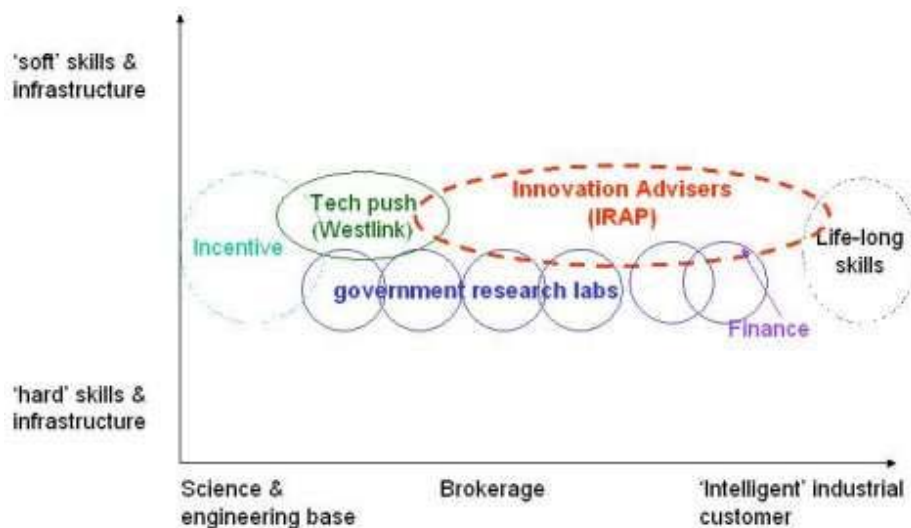 'soft' skills &
infrastructure
Tech push
(Westlink)
Innovation Advisers
(IRAP)
Incentive
Life-long
skills
government research labs
Finance
'hard' skills &
infrastructure
Science &
engineering base
Brokerage
'Intelligent' industrial
customer